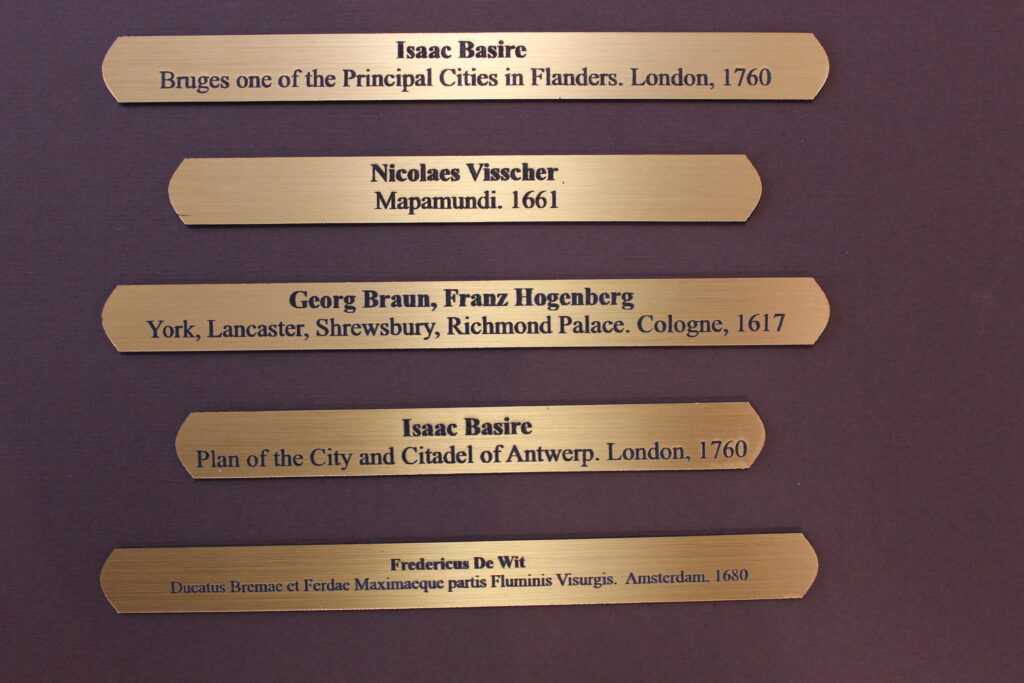 Isaac Basire
Bruges one of the Principal Cities in Flanders. London, 1760
Nicolaes Visscher
Mapamundi. 1661
Georg Braun, Franz Hogenberg
York, Lancaster, Shrewsbury, Richmond Palace. Cologne, 1617
Isaac Basire
Plan of the City and Citadel of Antwerp. London, 1760
Fredericus De Wit
Ducatus Bremae et Ferdae Maximaeque partis Fluminis Visurgis. Amsterdam, 1680